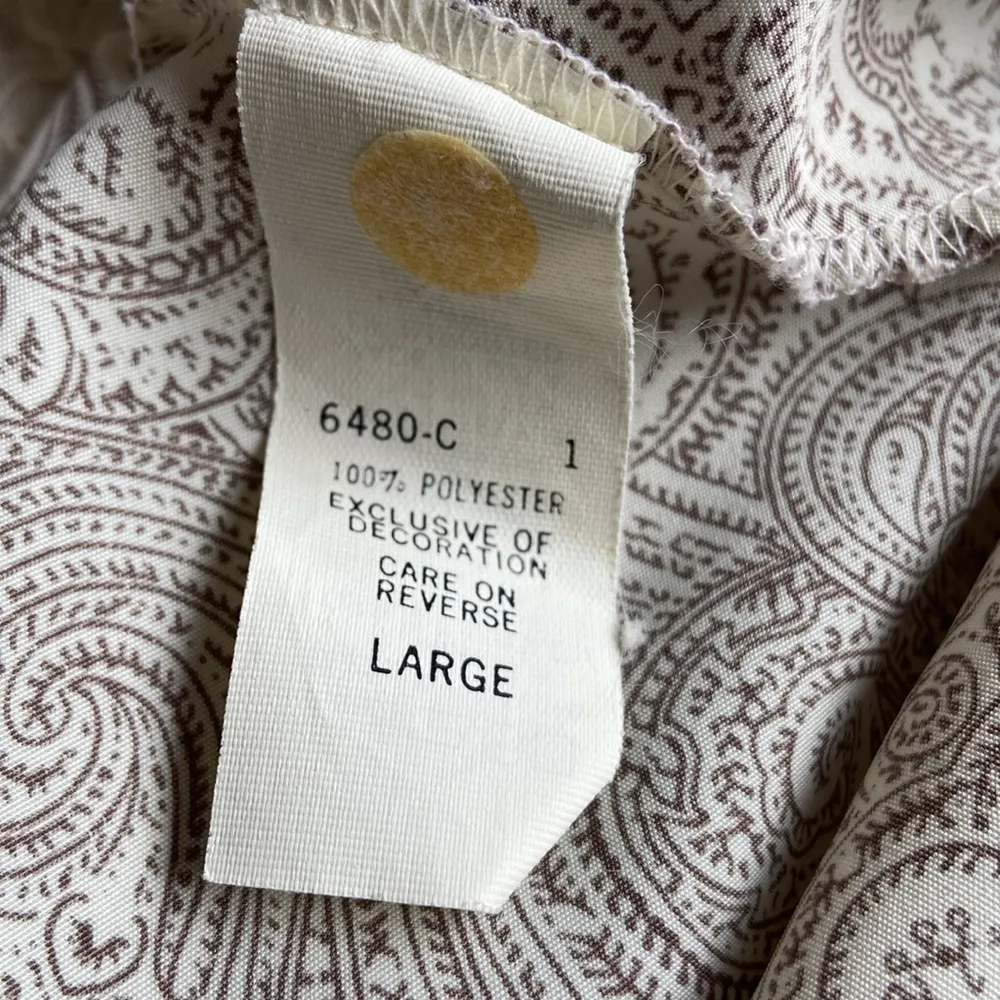 6480-C 1
100% POLYESTER
EXCLUSIVE OF
DECORATION
CARE ON
REVERSE
LARGE